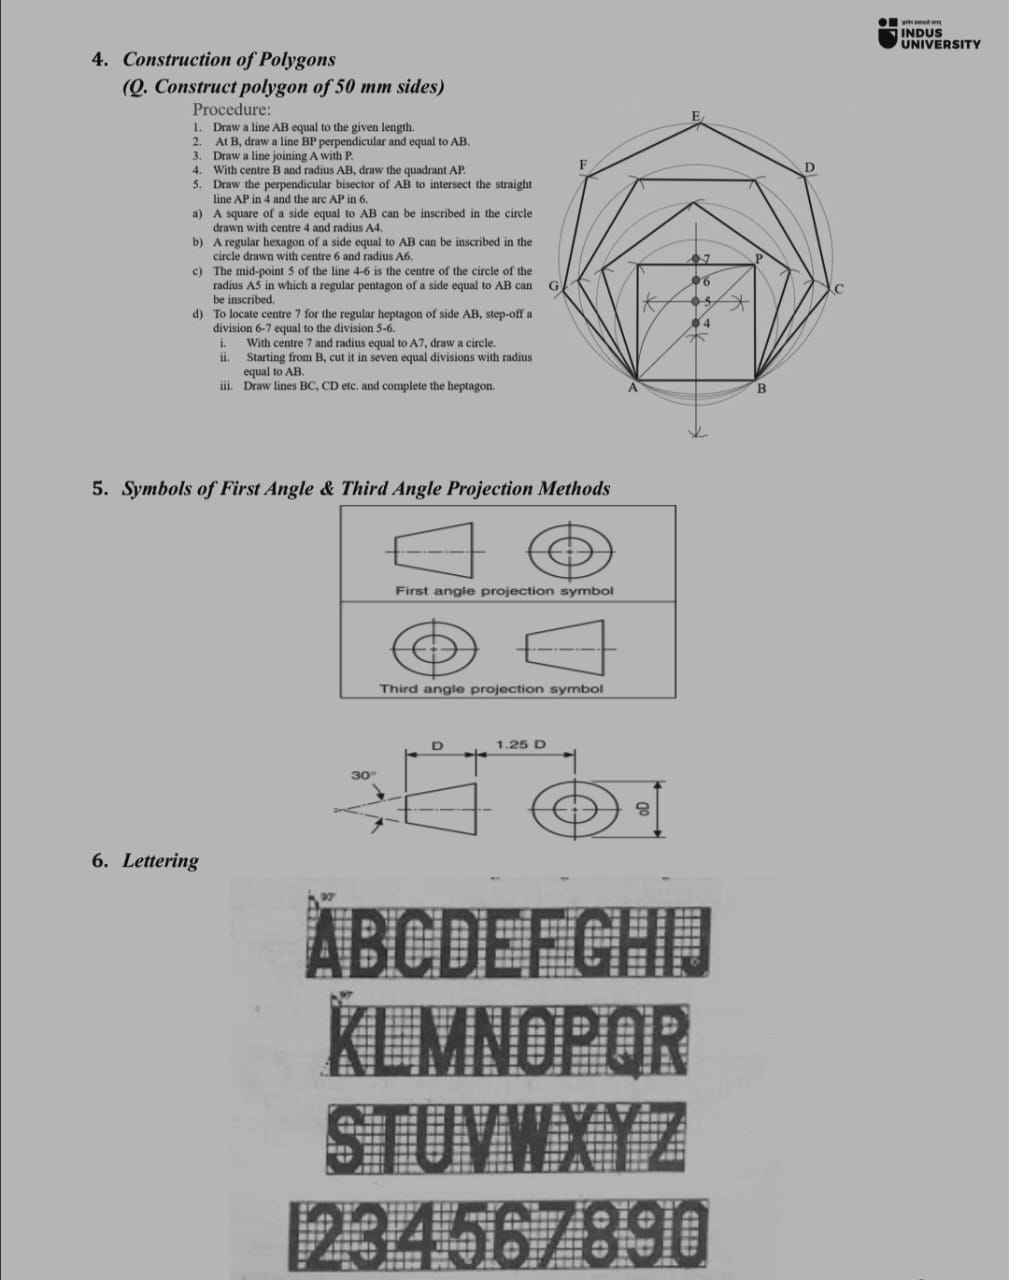 INDUS
UNIVERSITY
4. Construction of Polygons
(Q. Construct polygon of 50 mm sides)
Procedure:
1. Draw a line AB equal to the given length.
2. At B, draw a line BP perpendicular and equal to AB.
3. Draw a line joining A with P.
4. With centre B and radius AB, draw the quadrant AP.
5. Draw the perpendicular bisector of AB to intersect the straight
line AP in 4 and the arc AP in 6.
a) A square of a side equal to AB can be inscribed in the circle
drawn with centre 4 and radius A4.
b) A regular hexagon of a side equal to AB can be inscribed in the
circle drawn with centre 6 and radius A6.
c) The mid-point 5 of the line 4-6 is the centre of the circle of the
radius A5 in which a regular pentagon of a side equal to AB can
be inscribed.
d) To locate centre 7 for the regular heptagon of side AB, step-off a
division 6-7 equal to the division 5-6.
i. With centre 7 and radius equal to A7, draw a circle.
ii. Starting from B, cut it in seven equal divisions with radius
equal to AB.
iii. Draw lines BC, CD etc. and complete the heptagon.
E
F
D
7
P
G
6
C
5
4
A
B
5. Symbols of First Angle & Third Angle Projection Methods
First angle projection symbol
Third angle projection symbol
D
1.25 D
30°
øD
6. Lettering
ABCDEFGHIJ
KLMNOPQR
STUVWXYZ
1234567890